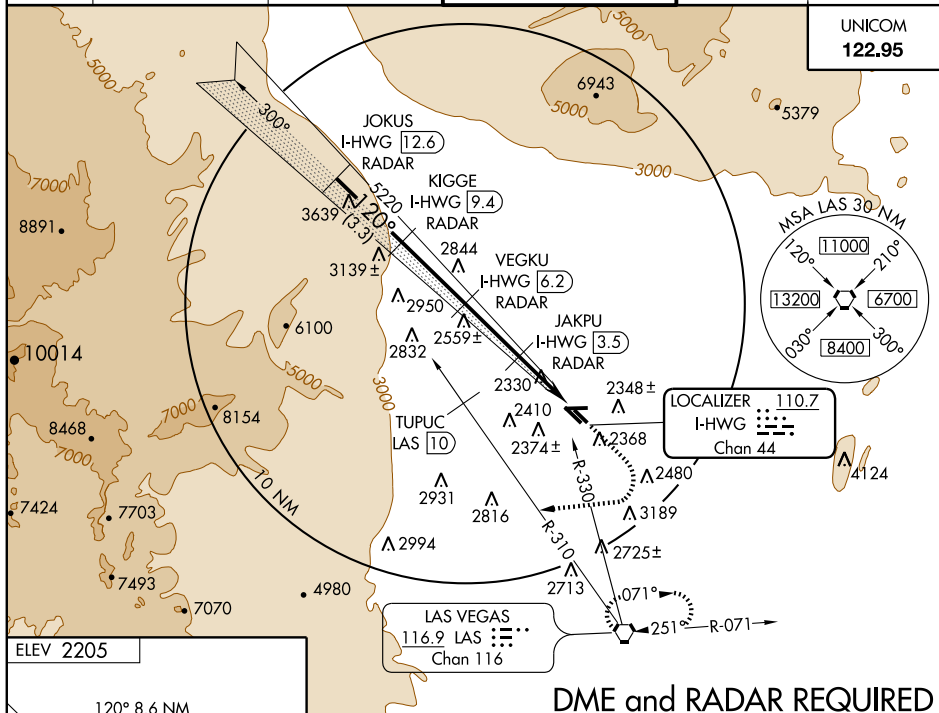 UNICOM
122.95
5000
5000
6943
5000
5379
3000
300°
JOKUS
I-HWG 12.6
RADAR
5220
120°
3639 (3.3)
KIGGE
I-HWG 9.4
RADAR
7000
8891
3139 ±
2844
VEGKU
I-HWG 6.2
RADAR
2950
2559 ±
2832
6100
10014
5000
3000
JAKPU
I-HWG 3.5
RADAR
2330
2348 ±
2410
2374 ±
2368
TUPUC
LAS 10
MSA LAS 30 NM
120°
11000
210°
13200
6700
030°
8400
300°
LOCALIZER 110.7
I-HWG
Chan 44
7000
8154
8468
7000
10 NM
7424
7703
2931
2816
2480
3189
4124
R-330
R-310
2994
2725 ±
2713
7493
7070
4980
LAS VEGAS
116.9 LAS
Chan 116
071°
251°
R-071
ELEV 2205
120° 8.6 NM
DME and RADAR REQUIRED